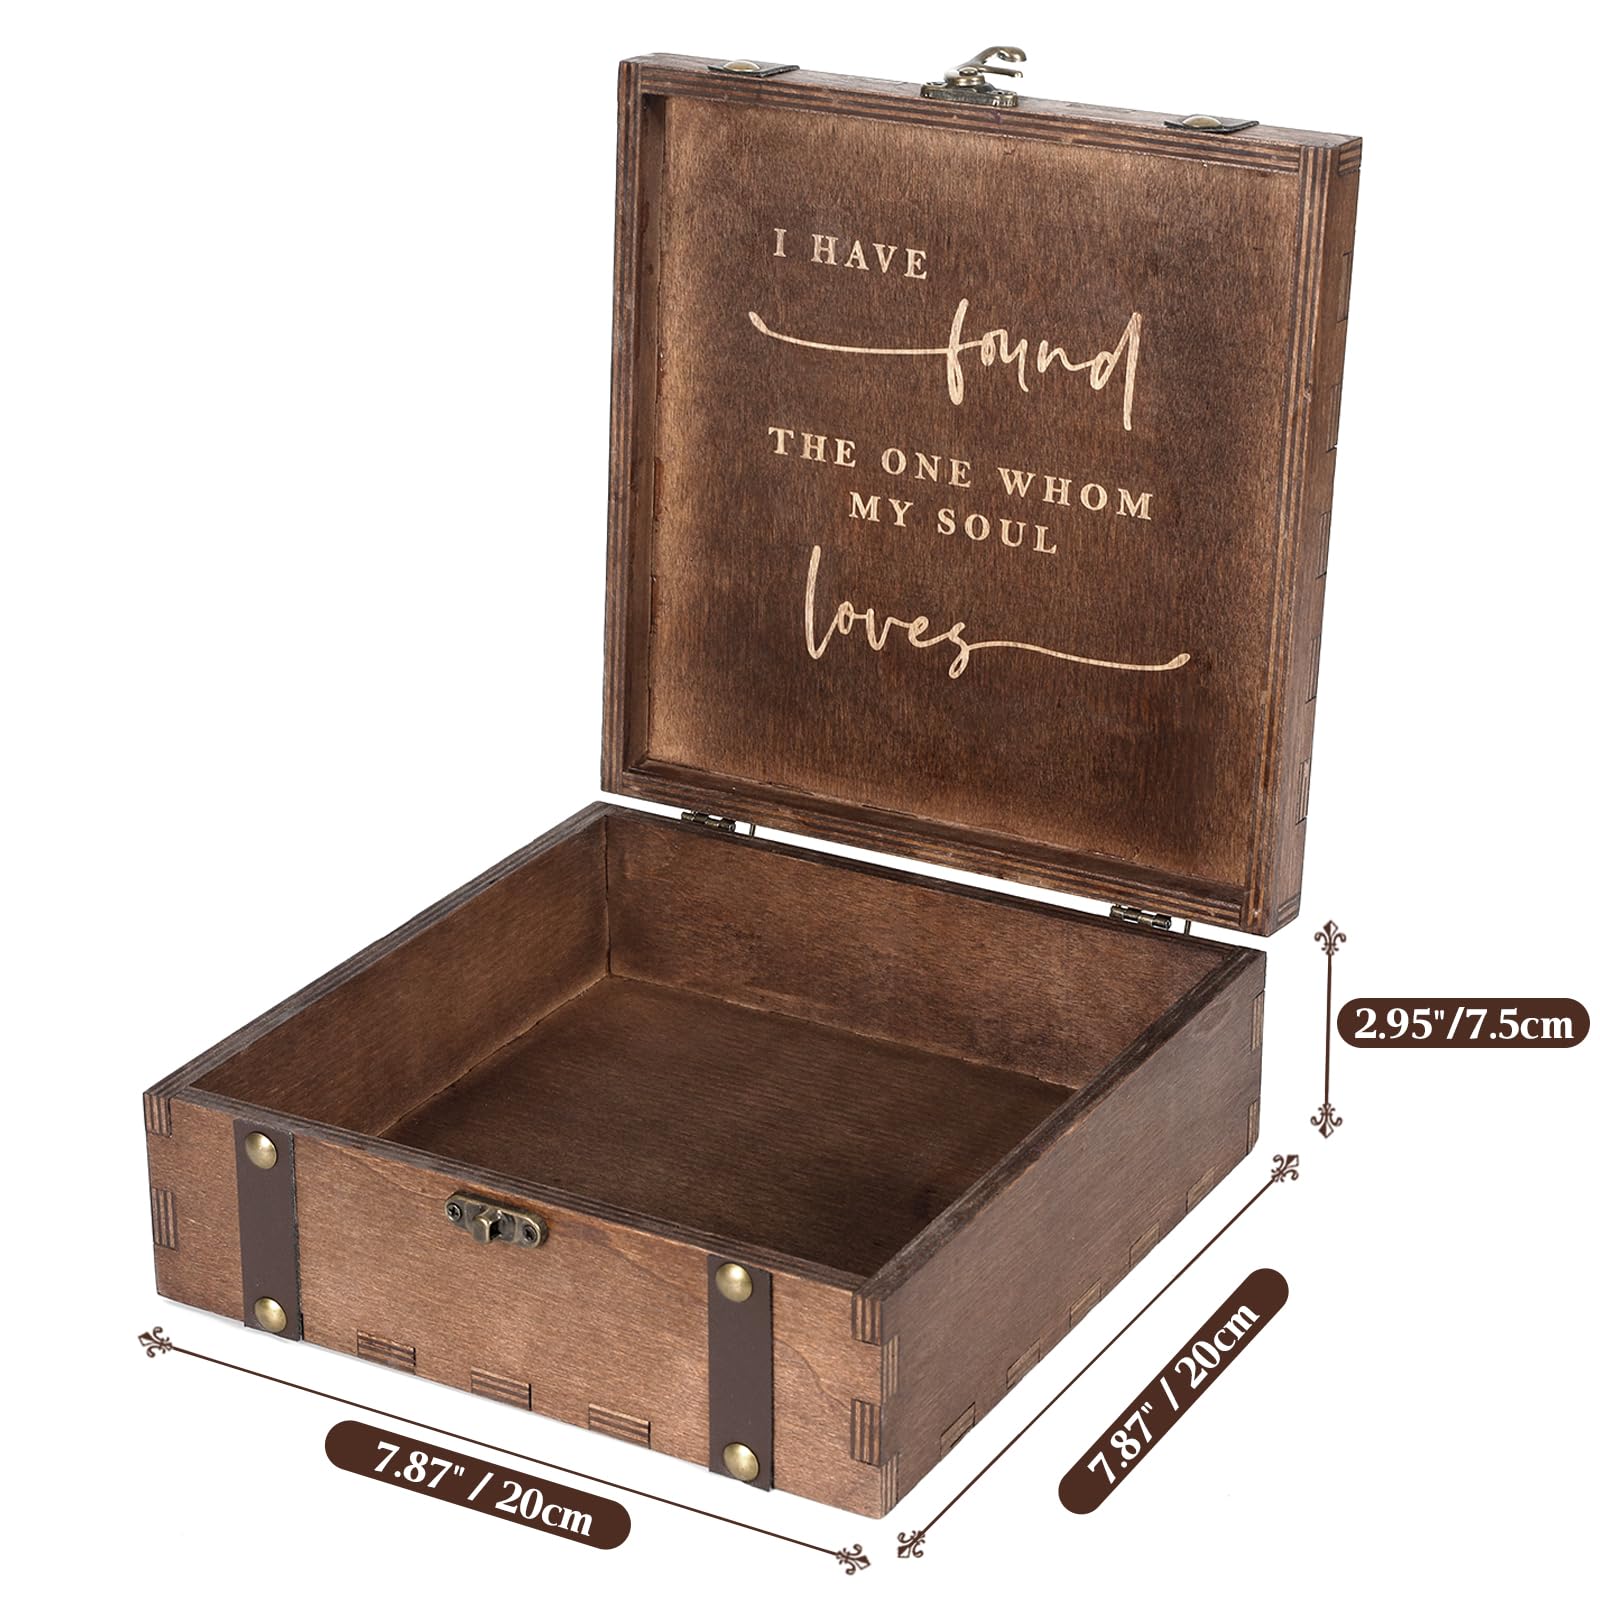 I HAVE
found
THE ONE WHOM
MY SOUL
loves
2.95"/7.5cm
7.87" / 20cm
7.87" / 20cm